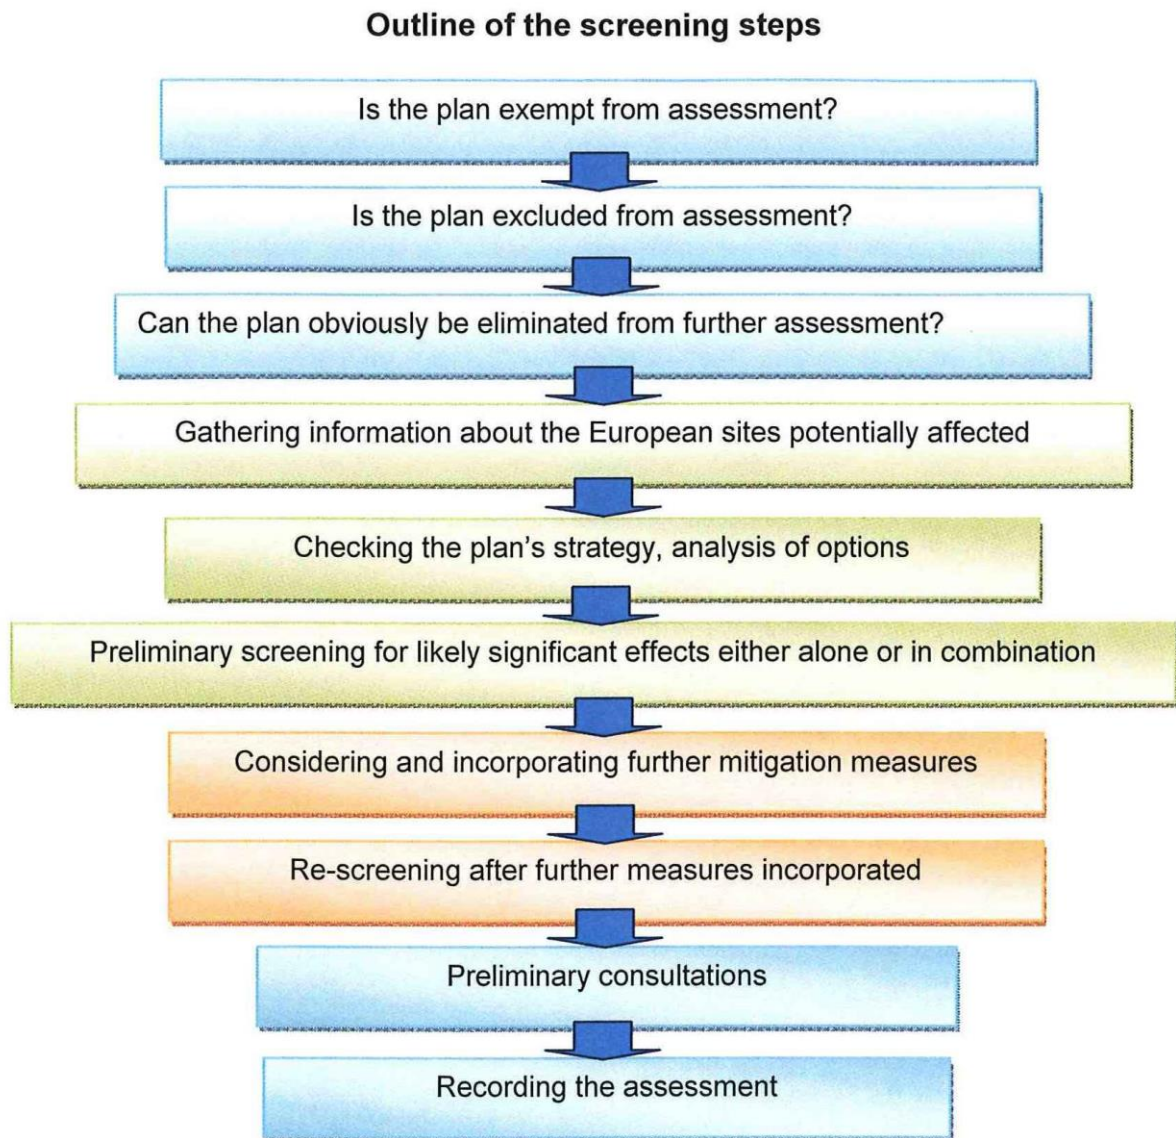 Outline of the screening steps
Is the plan exempt from assessment?
Is the plan excluded from assessment?
Can the plan obviously be eliminated from further assessment?
Gathering information about the European sites potentially affected
Checking the plan's strategy, analysis of options
Preliminary screening for likely significant effects either alone or in combination
Considering and incorporating further mitigation measures
Re-screening after further measures incorporated
Preliminary consultations
Recording the assessment